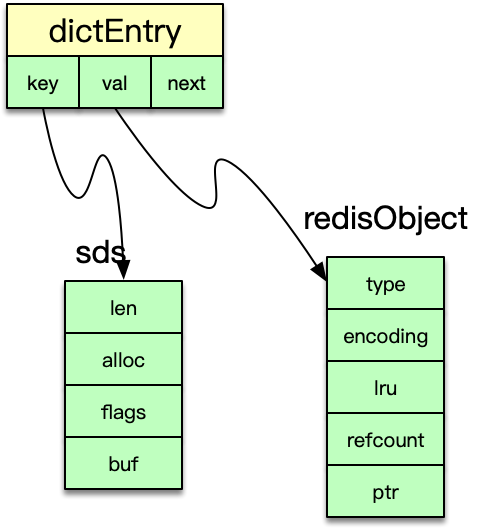 dictEntry
key val next
redisObject
sds
type
len
encoding
alloc
lru
flags
refcount
buf
ptr